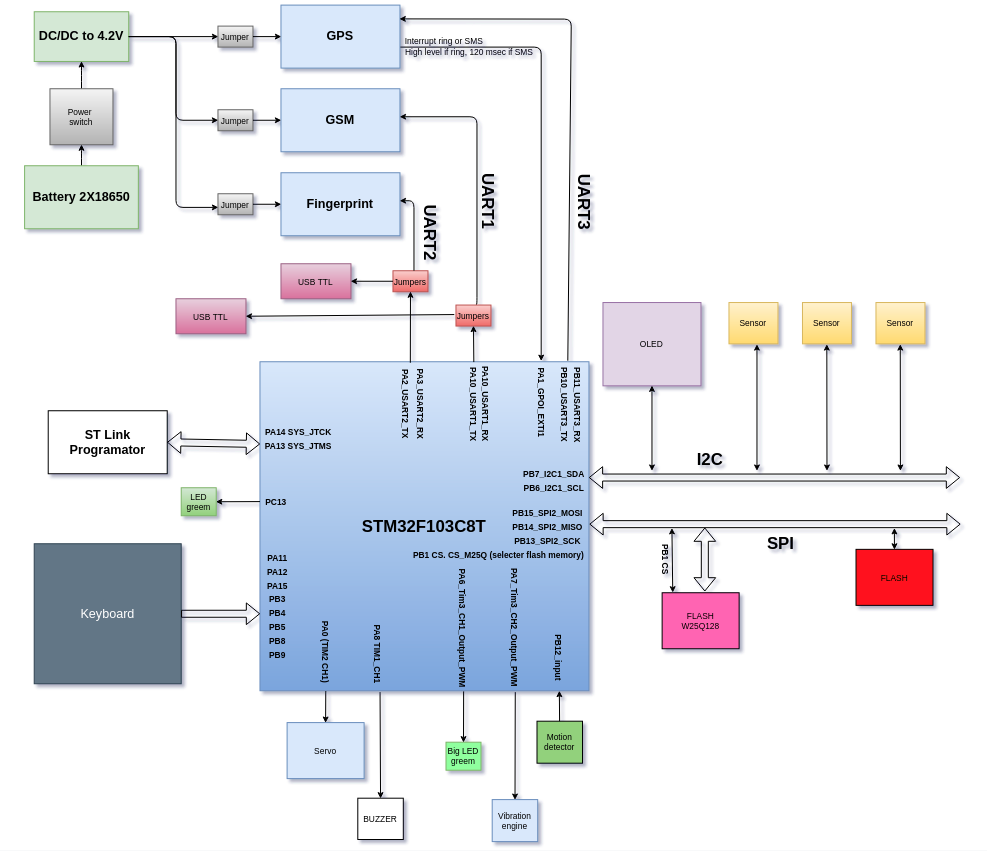 DC/DC to 4.2V
Jumper
GPS
Interrupt ring or SMS
High level if ring, 120 msec if SMS
Power
switch
Jumper
GSM
Battery 2X18650
Jumper
Fingerprint
UART2
UART1
UART3
USB TTL
Jumpers
USB TTL
Jumpers
OLED
Sensor
Sensor
Sensor
PA2_USART2_TX
PA3_USART2_RX
PA10_USART1_TX
PA10_USART1_RX
PA1_GPOI_EXTI1
PB10_USART3_TX
PB11_USART3_RX
ST Link
Programator
PA14 SYS_JTCK
PA13 SYS_JTMS
I2C
PB7_I2C1_SDA
PB6_I2C1_SCL
LED
greem
PC13
PB15_SPI2_MOSI
PB14_SPI2_MISO
STM32F103C8T
PB13_SPI2_SCK
SPI
PB1 CS. CS_M25Q (selecter flash memory)
PB1 CS
FLASH
FLASH
W25Q128
Keyboard
PA11
PA12
PA15
PB3
PB4
PB5
PB8
PB9
PA0 (TIM2 CH1)
PA8 TIM1_CH1
PA6_Tim3_CH1_Output_PWM
PA7_Tim3_CH2_Output_PWM
PB12_input
Servo
BUZZER
Big LED
greem
Vibration
engine
Motion
detector